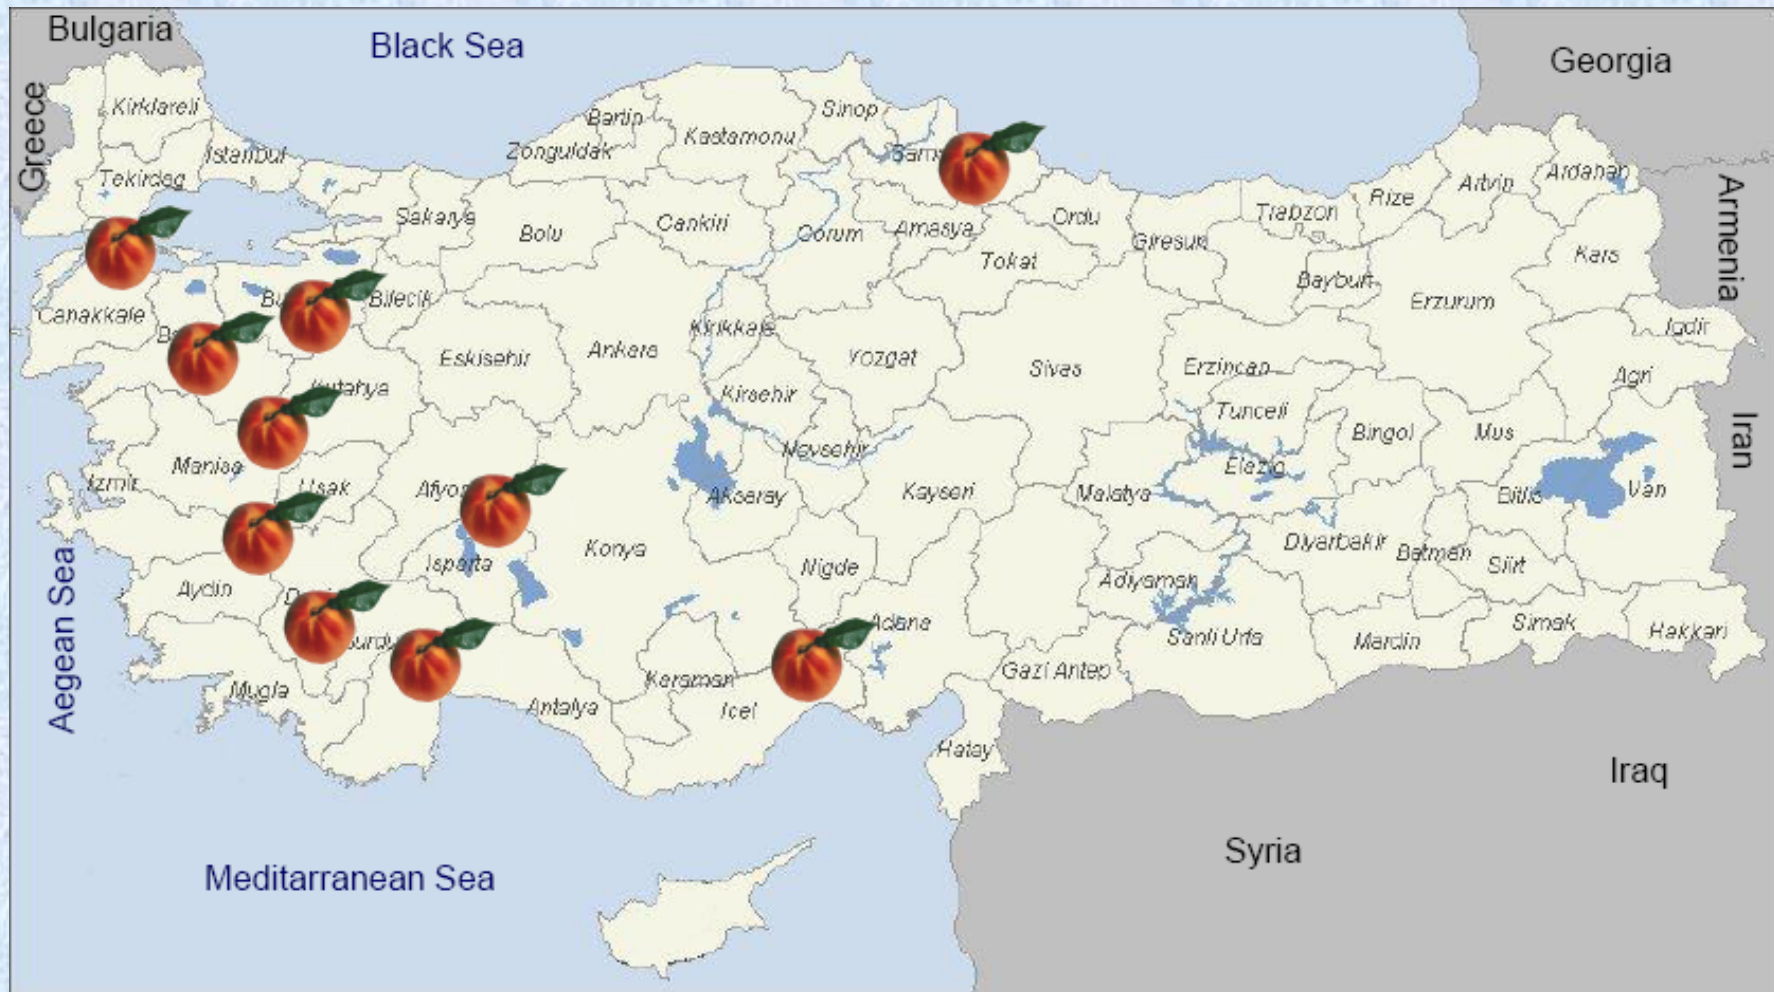 Bulgaria
Black Sea
Georgia
Greece
Kirklareli
Istanbul
Tekirdag
Bartin
Zonguldak
Kastamonu
Sinop
Artvin
Ardahan
Rize
Trabzon
Ordu
Giresun
Armenia
Sakarya
Bolu
Cankiri
Corum
Amasya
Tokat
Kars
Bayburt
Erzurum
Igdir
Canakkale
Bilecik
Eskisehir
Ankara
Kirikkale
Yozgat
Sivas
Erzincan
Agri
Kutahya
Kirsehir
Tunceli
Bingol
Mus
Iran
Manisa
Izmir
Usak
Nevsehir
Aksaray
Kayseri
Malatya
Elazig
Bitlis
Van
Konya
Isparta
Nigde
Diyarbakir
Batman
Siirt
Adiyaman
Aegean Sea
Aydin
Adana
Sanli Urfa
Mardin
Sirnak
Hakkari
Mugla
Antalya
Karaman
Icel
Gazi Antep
Hatay
Iraq
Syria
Meditarranean Sea